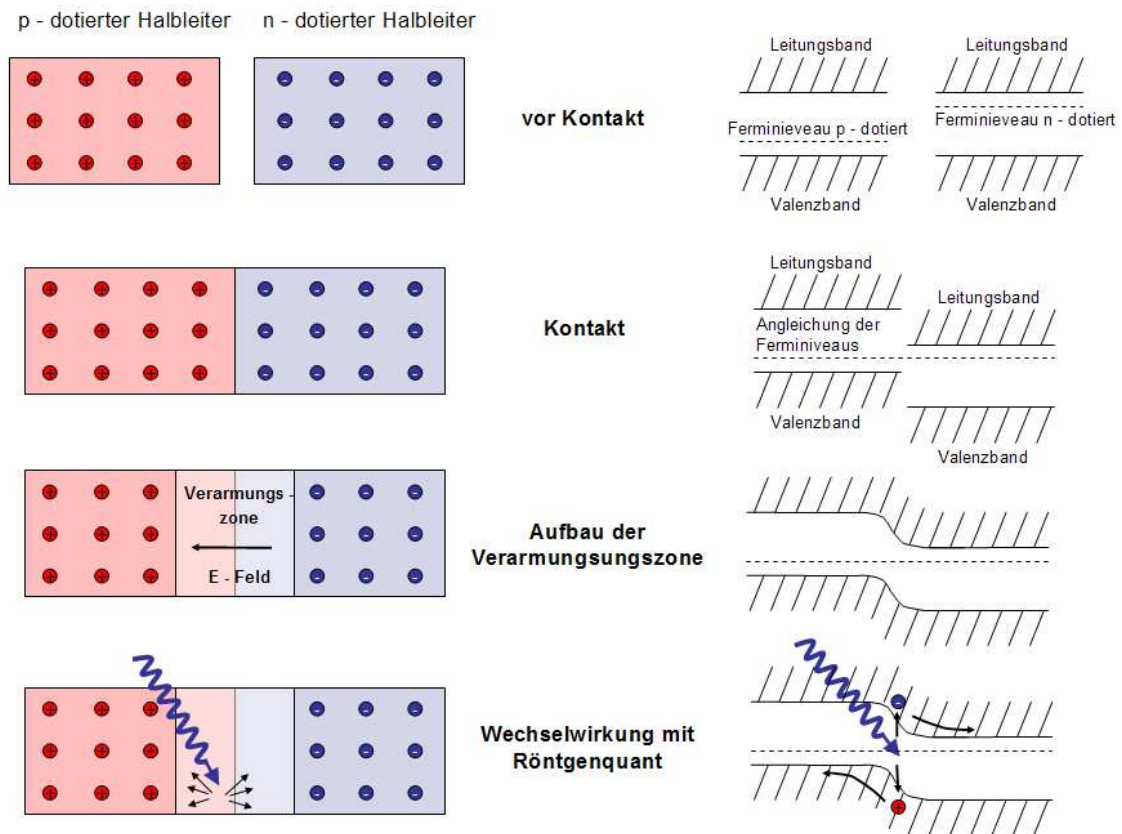 p - dotierter Halbleiter
n - dotierter Halbleiter
vor Kontakt
Leitungsband
Leitungsband
Ferminieveau p - dotiert
Ferminieveau n - dotiert
Valenzband
Valenzband
Kontakt
Leitungsband
Leitungsband
Angleichung der
Ferminiveaus
Valenzband
Valenzband
Verarmungs -
zone
E - Feld
Aufbau der
Verarmungsungszone
Wechselwirkung mit
Röntgenquant